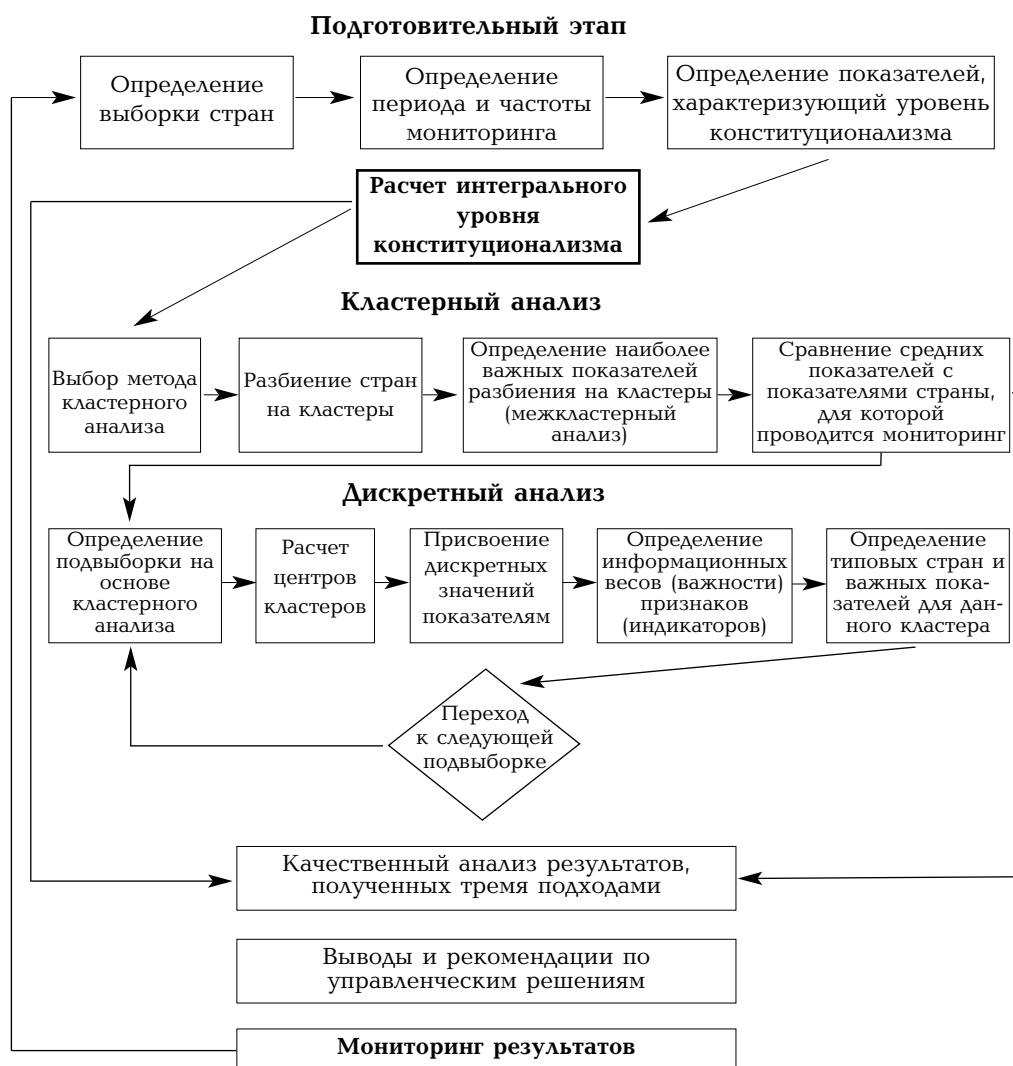 Подготовительный этап
Определение
выборки стран
Определение
периода и частоты
мониторинга
Определение показателей,
характеризующий уровень
конституционализма
Расчет интегрального
уровня
конституционализма
Кластерный анализ
Выбор метода
кластерного
анализа
Разбиение стран
на кластеры
Определение наиболее
важных показателей
разбиения на кластеры
(межкластерный
анализ)
Сравнение средних
показателей с
показателями страны,
для которой
проводится мониторинг
Дискретный анализ
Определение
подвыборки на
основе
кластерного
анализа
Расчет
центров
кластеров
Присвоение
дискретных
значений
показателям
Определение
информационных
весов (важности)
признаков
(индикаторов)
Определение
типовых стран и
важных пока-
зателей для дан-
ного кластера
Переход
к следующей
подвыборке
Качественный анализ результатов,
полученных тремя подходами
Выводы и рекомендации по
управленческим решениям
Мониторинг результатов